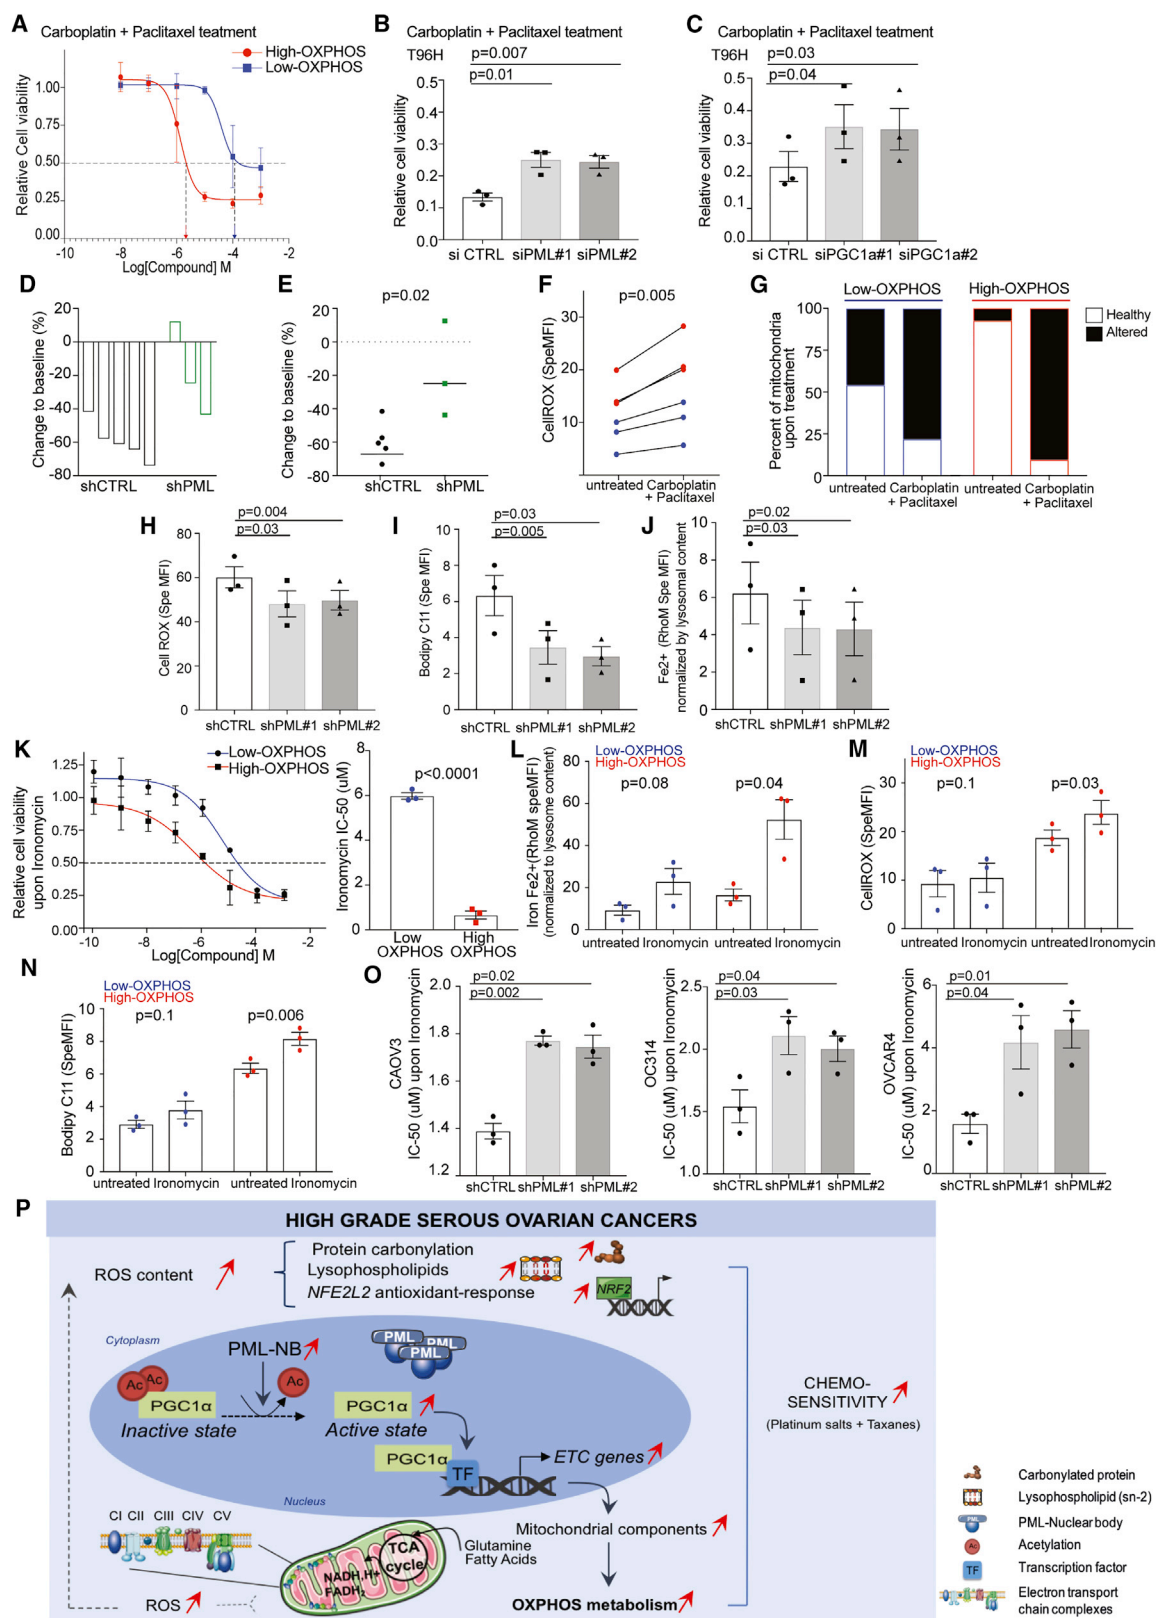 A
Carboplatin + Paclitaxel treatment
High-OXPHOS
Low-OXPHOS
Relative Cell viability
1.00
0.75
0.50
0.25
0.00
-10
-8
-6
-4
-2
Log[Compound] M
B
Carboplatin + Paclitaxel treatment
T96H
p=0.007
p=0.01
Relative cell viability
0.5
0.4
0.3
0.2
0.1
0.0
si CTRL
siPML#1
siPML#2
C
Carboplatin + Paclitaxel treatment
T96H
p=0.03
p=0.04
Relative Cell viability
0.5
0.4
0.3
0.2
0.1
0.0
si CTRL
siPGC1a#1
siPGC1a#2
D
Change to baseline (%)
20
0
-20
-40
-60
-80
shCTRL
shPML
E
p=0.02
Change to baseline (%)
20
0
-20
-40
-60
-80
shCTRL
shPML
F
p=0.005
CellROX (SpeMFI)
30
20
10
untreated
Carboplatin
+ Paclitaxel
G
Low-OXPHOS
High-OXPHOS
Healthy
Altered
Percent of mitochondria
upon treatment
100
75
50
25
0
untreated
Carboplatin
+ Paclitaxel
untreated
Carboplatin
+ Paclitaxel
H
p=0.004
p=0.03
Cell ROX (Spe MFI)
80
60
40
20
0
shCTRL
shPML#1
shPML#2
I
p=0.03
p=0.005
Bodipy C11 (Spe MFI)
10
8
6
4
2
0
shCTRL
shPML#1
shPML#2
J
p=0.02
p=0.03
Fe2+ (RhoM Spe MFI)
normalized by lysosomal content
10
8
6
4
2
0
shCTRL
shPML#1
shPML#2
K
Low-OXPHOS
High-OXPHOS
Relative cell viability
upon Ironomycin
1.25
1.00
0.75
0.50
0.25
0.00
-10
-8
-6
-4
-2
Log[Compound] M
Ironomycin IC-50 (uM)
p<0.0001
8
6
4
2
0
Low
OXPHOS
High
OXPHOS
L
Low-OXPHOS
High-OXPHOS
p=0.08
p=0.04
Iron Fe2+(RhoM speMFI)
(normalized to lysosome content)
80
60
40
20
0
untreated
Ironomycin
untreated
Ironomycin
M
Low-OXPHOS
High-OXPHOS
p=0.1
p=0.03
CellROX (SpeMFI)
30
20
10
0
untreated
Ironomycin
untreated
Ironomycin
N
Low-OXPHOS
High-OXPHOS
p=0.1
p=0.006
Bodipy C11 (SpeMFI)
10
8
6
4
2
0
untreated
Ironomycin
untreated
Ironomycin
O
p=0.02
p=0.002
CAOV3
IC-50 (uM) upon Ironomycin
2.0
1.8
1.6
1.4
1.2
shCTRL
shPML#1
shPML#2
p=0.04
p=0.03
OC314
IC-50 (uM) upon Ironomycin
2.5
2.0
1.5
1.0
shCTRL
shPML#1
shPML#2
p=0.01
p=0.04
OVCAR4
IC-50 (uM) upon Ironomycin
6
4
2
0
shCTRL
shPML#1
shPML#2
P
HIGH GRADE SEROUS OVARIAN CANCERS
ROS content
Protein carbonylation
Lysophospholipids
NFE2L2 antioxidant-response
NRF2
Cytoplasm
PML-NB
PML
PML
PML
Ac
Ac
Ac
PGC1α
Inactive state
PGC1α
Active state
PGC1α
TF
ETC genes
Nucleus
CHEMO-
SENSITIVITY
(Platinum salts + Taxanes)
CI CII CIII CIV CV
TCA
cycle
NADH,H+
FADH2
Glutamine
Fatty Acids
Mitochondrial components
ROS
OXPHOS metabolism
Carbonylated protein
Lysophospholipid (sn-2)
PML
PML-Nuclear body
Ac
Acetylation
TF
Transcription factor
Electron transport
chain complexes